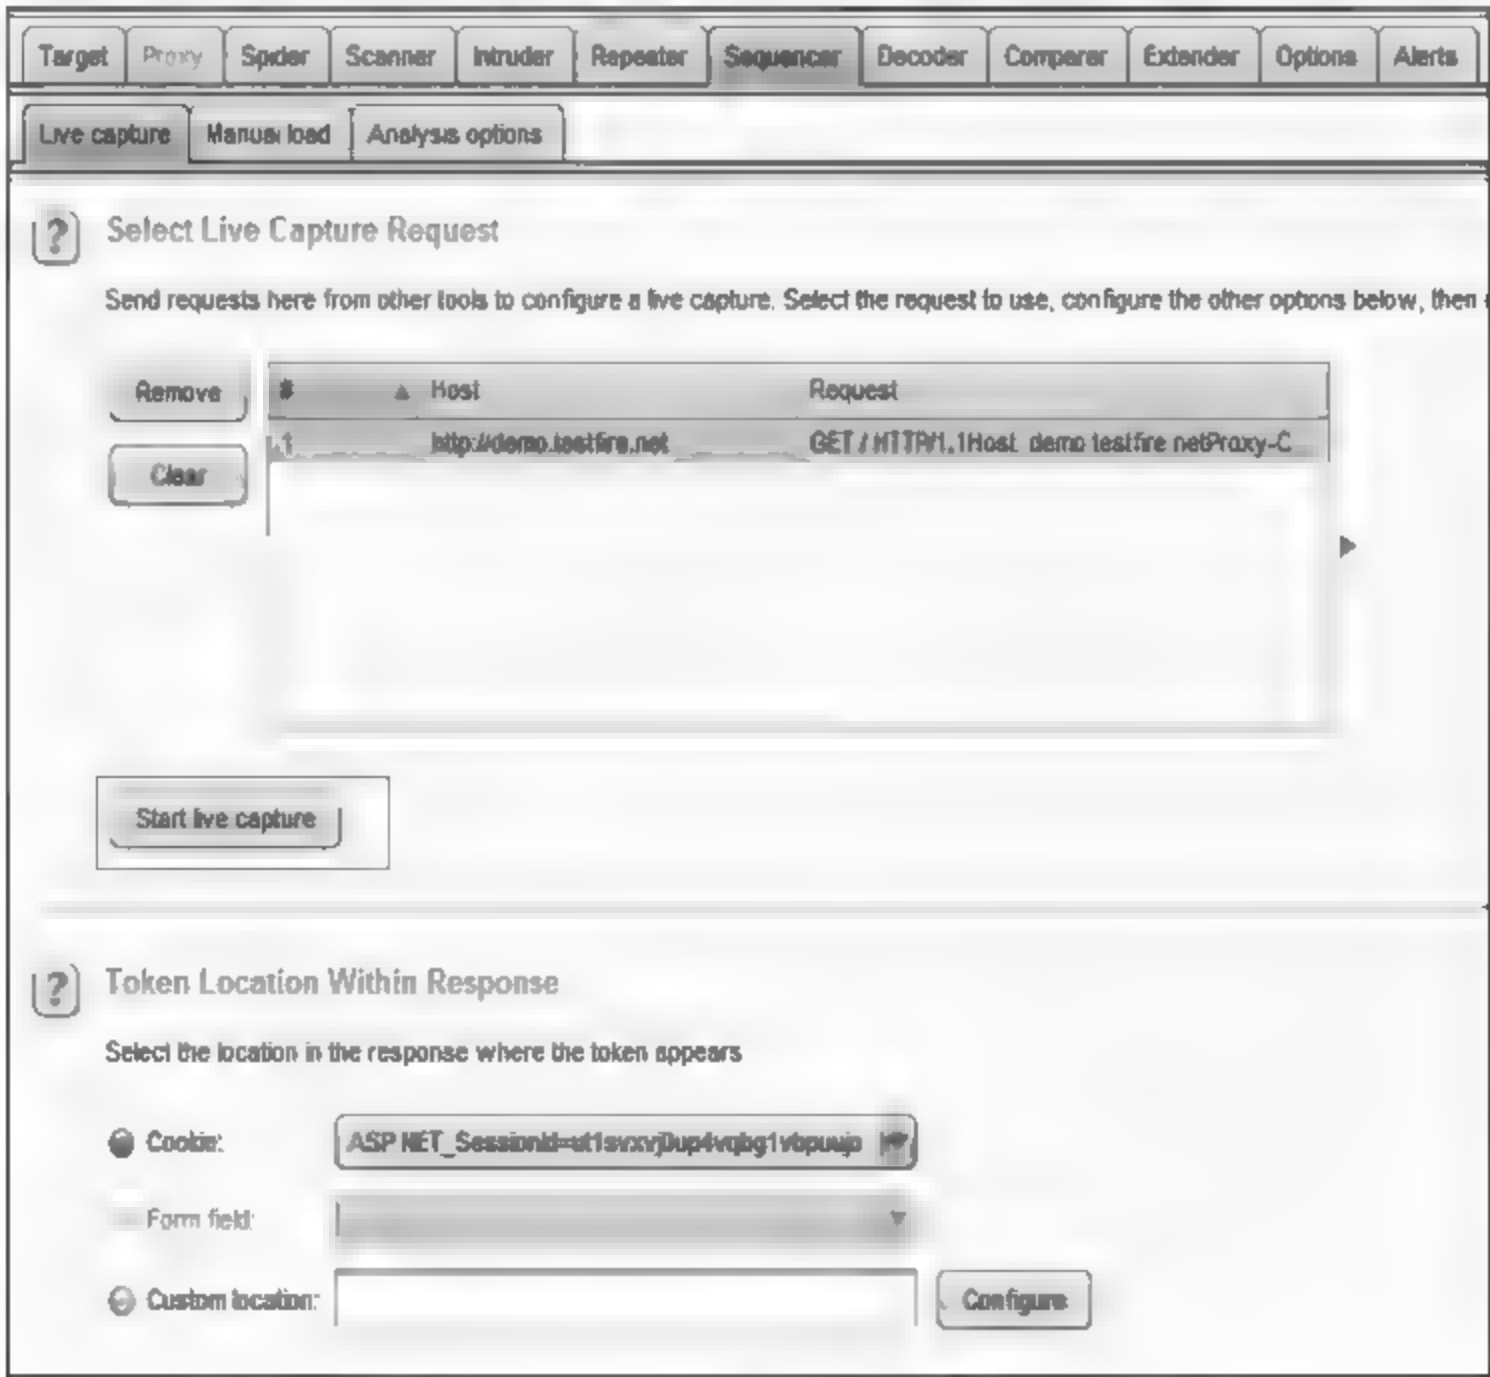 Target Proxy Spider Scanner Intruder Repeater Sequencer Decoder Comparer Extender Options Alerts
Live capture Manual load Analysis options
? Select Live Capture Request
Send requests here from other tools to configure a live capture. Select the request to use, configure the other options below, then
Remove # Host Request
1 http://demo.testfire.net GET / HTTP/1.1Host demo testfire netProxy-C
Clear
Start live capture
? Token Location Within Response
Select the location in the response where the token appears
Cookie:
Form field:
Custom location: Configure